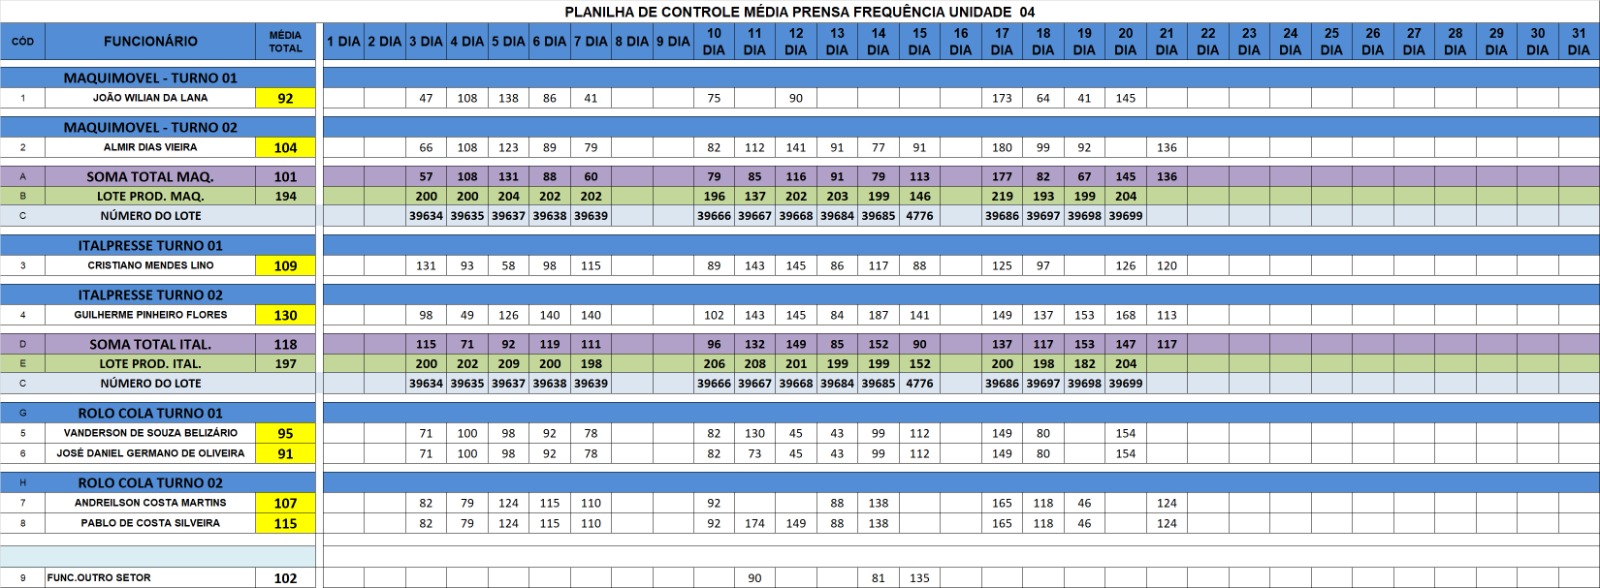 PLANILHA DE CONTROLE MÉDIA PRENSA FREQUÊNCIA UNIDADE 04
CÓD FUNCIONÁRIO MÉDIA TOTAL 1 DIA 2 DIA 3 DIA 4 DIA 5 DIA 6 DIA 7 DIA 8 DIA 9 DIA 10 DIA 11 DIA 12 DIA 13 DIA 14 DIA 15 DIA 16 DIA 17 DIA 18 DIA 19 DIA 20 DIA 21 DIA 22 DIA 23 DIA 24 DIA 25 DIA 26 DIA 27 DIA 28 DIA 29 DIA 30 DIA 31 DIA
MAQUIMOVEL - TURNO 01
1 JOÃO WILIAN DA LANA 92 47 108 138 86 41 75 90 173 64 41 145
MAQUIMOVEL - TURNO 02
2 ALMIR DIAS VIEIRA 104 66 108 123 89 79 82 112 141 91 77 91 180 99 92 136
A SOMA TOTAL MAQ. 101 57 108 131 88 60 79 85 116 91 79 113 177 82 67 145 136
B LOTE PROD. MAQ. 194 200 200 204 202 202 196 137 202 203 199 146 219 193 199 204
C NÚMERO DO LOTE 39634 39635 39637 39638 39639 39666 39667 39668 39684 39685 4776 39686 39697 39698 39699
ITALPRESSE TURNO 01
3 CRISTIANO MENDES LINO 109 131 93 58 98 115 89 143 145 86 117 88 125 97 126 120
ITALPRESSE TURNO 02
4 GUILHERME PINHEIRO FLORES 130 98 49 126 140 140 102 143 145 84 187 141 149 137 153 168 113
D SOMA TOTAL ITAL. 118 115 71 92 119 111 96 132 149 85 152 90 137 117 153 147 117
E LOTE PROD. ITAL. 197 200 202 209 200 198 206 208 201 199 199 152 200 198 182 204
C NÚMERO DO LOTE 39634 39635 39637 39638 39639 39666 39667 39668 39684 39685 4776 39686 39697 39698 39699
G ROLO COLA TURNO 01
5 VANDERSON DE SOUZA BELIZÁRIO 95 71 100 98 92 78 82 130 45 43 99 112 149 80 154
6 JOSÉ DANIEL GERMANO DE OLIVEIRA 91 71 100 98 92 78 82 73 45 43 99 112 149 80 154
H ROLO COLA TURNO 02
7 ANDREILSON COSTA MARTINS 107 82 79 124 115 110 92 88 138 165 118 46 124
8 PABLO DE COSTA SILVEIRA 115 82 79 124 115 110 92 174 149 88 138 165 118 46 124
9 FUNC.OUTRO SETOR 102 90 81 135